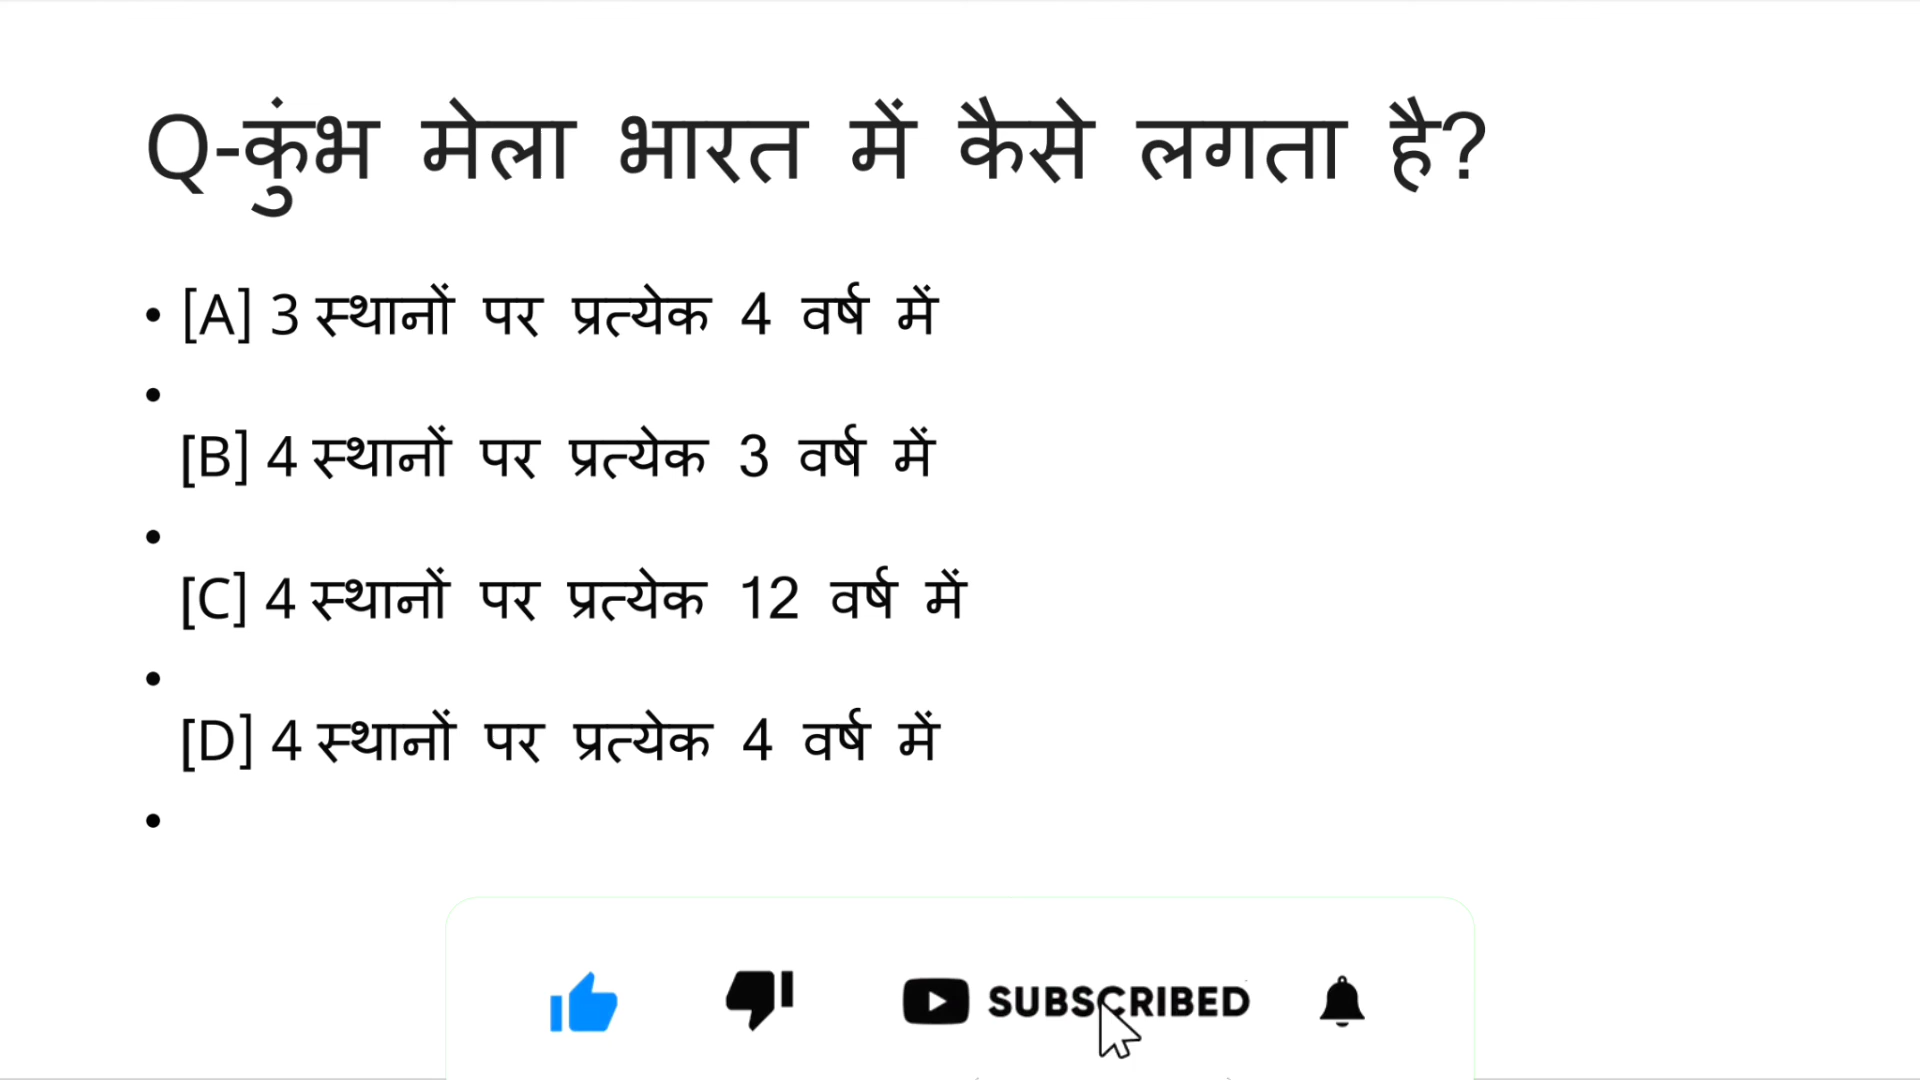 Q-कुंभ मेला भारत में कैसे लगता है?
• [A] 3 स्थानों पर प्रत्येक 4 वर्ष में
•
[B] 4 स्थानों पर प्रत्येक 3 वर्ष में
•
[C] 4 स्थानों पर प्रत्येक 12 वर्ष में
•
[D] 4 स्थानों पर प्रत्येक 4 वर्ष में
•
SUBSCRIBED